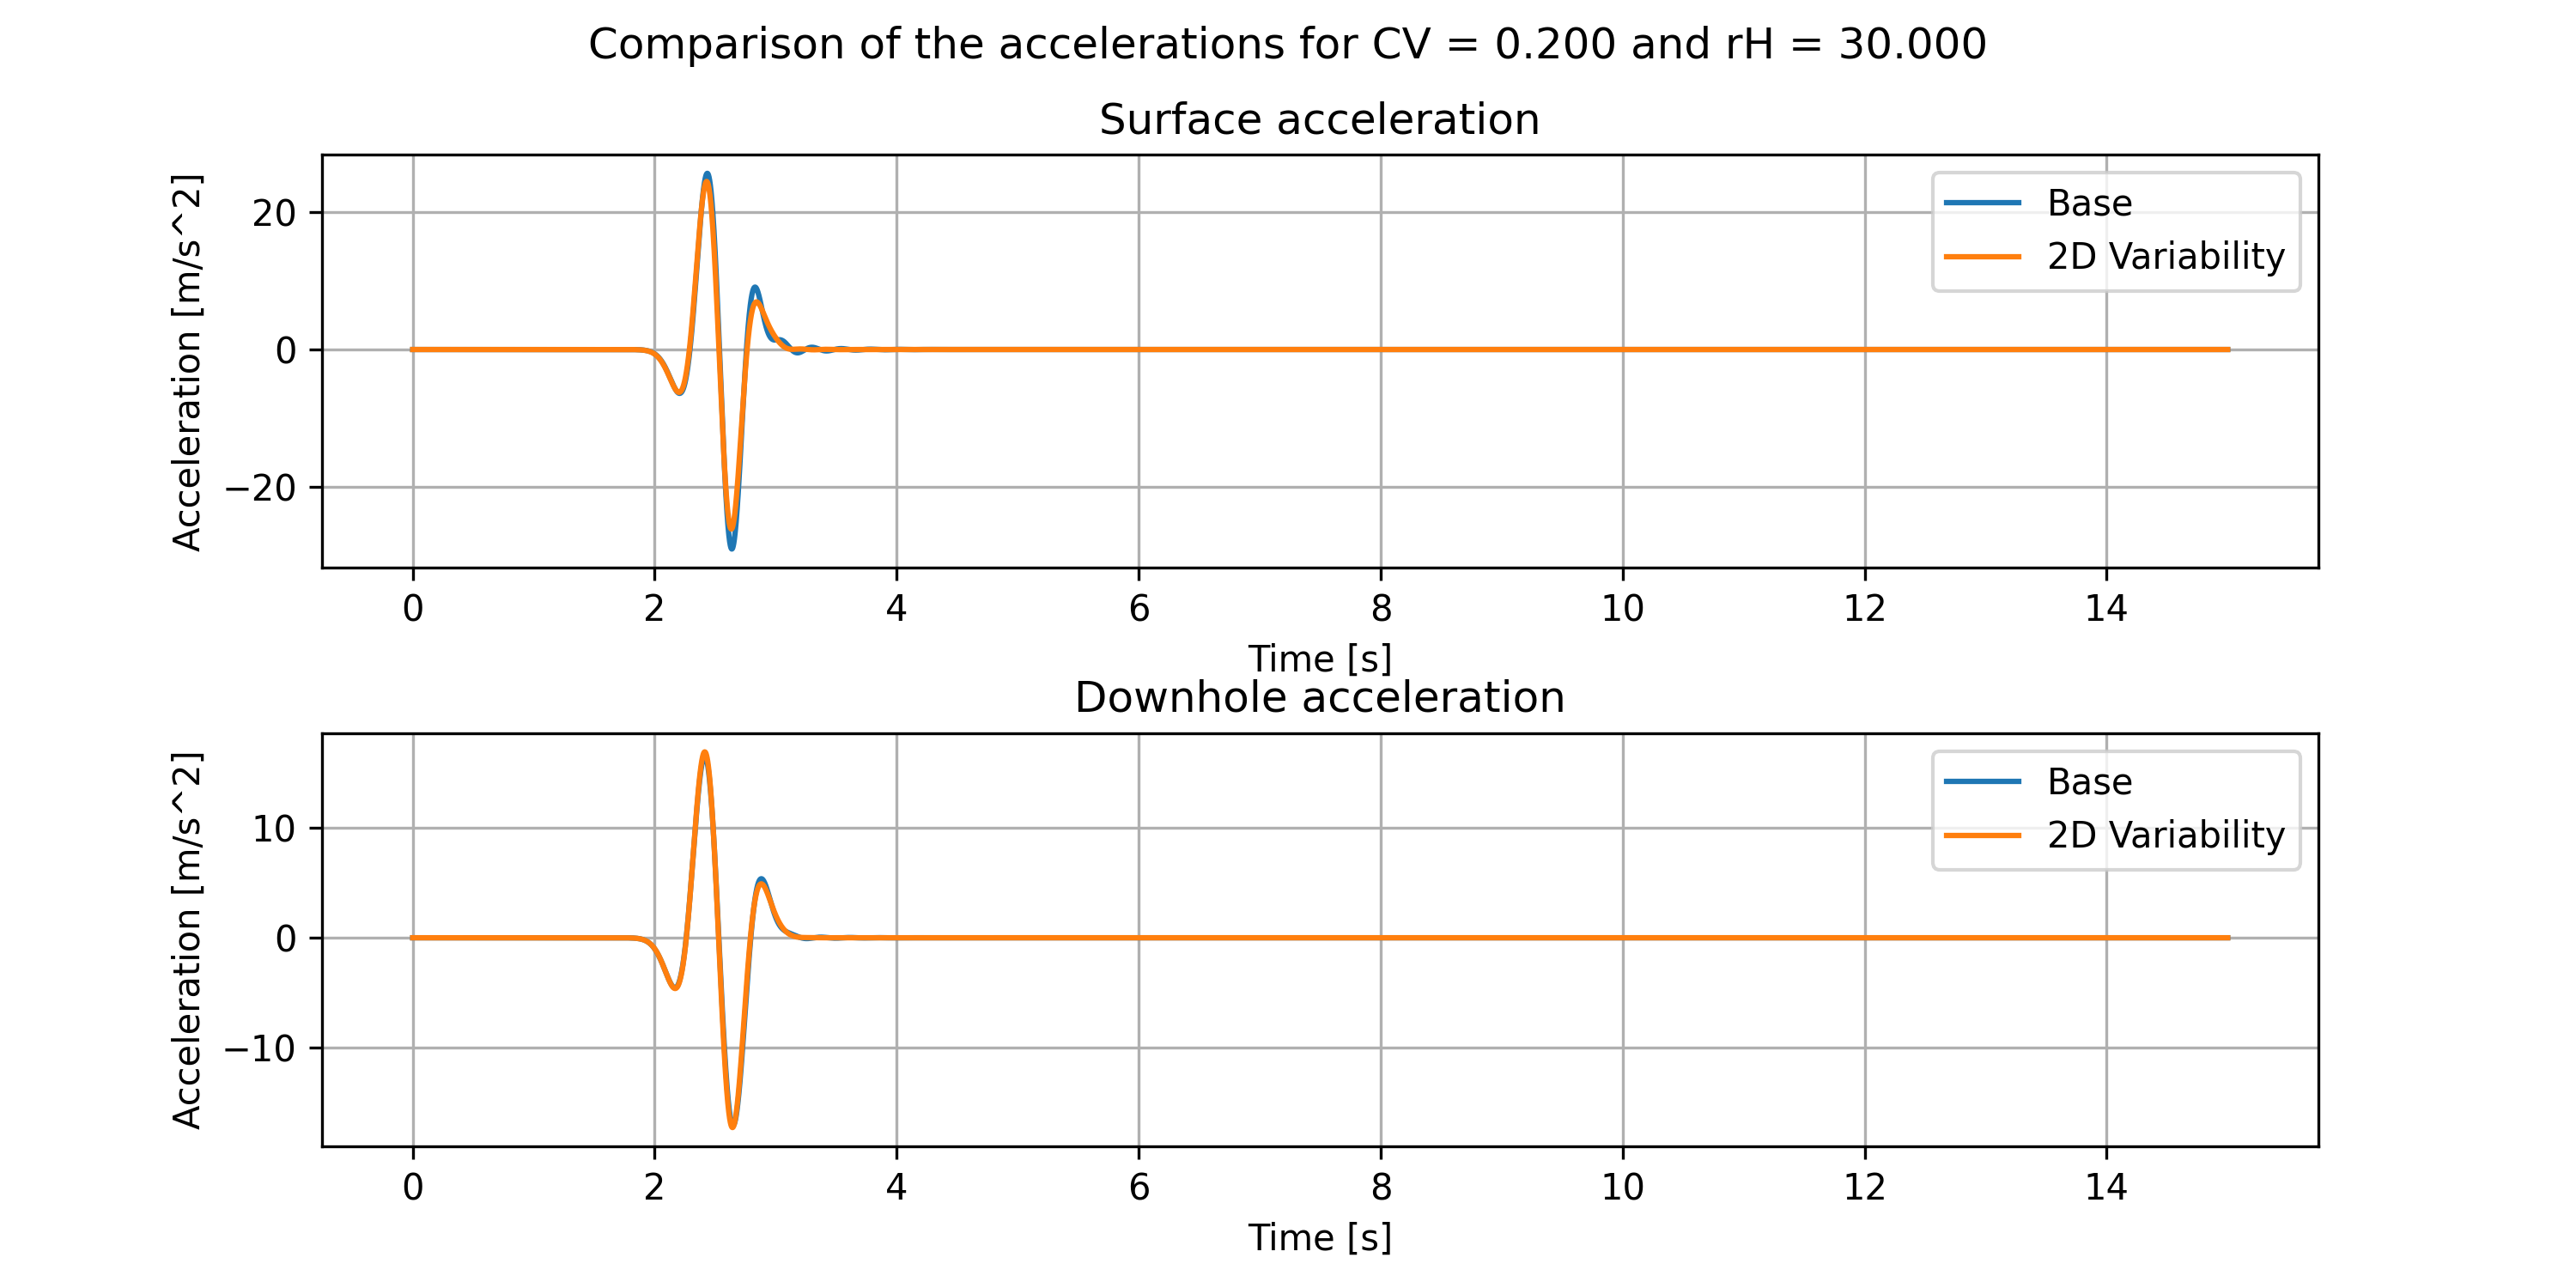 Comparison of the accelerations for CV = 0.200 and rH = 30.000
Surface acceleration
Acceleration [m/s^2]
20
0
−20
Base
2D Variability
0 2 4 6 8 10 12 14
Time [s]
Downhole acceleration
Acceleration [m/s^2]
10
0
−10
Base
2D Variability
0 2 4 6 8 10 12 14
Time [s]